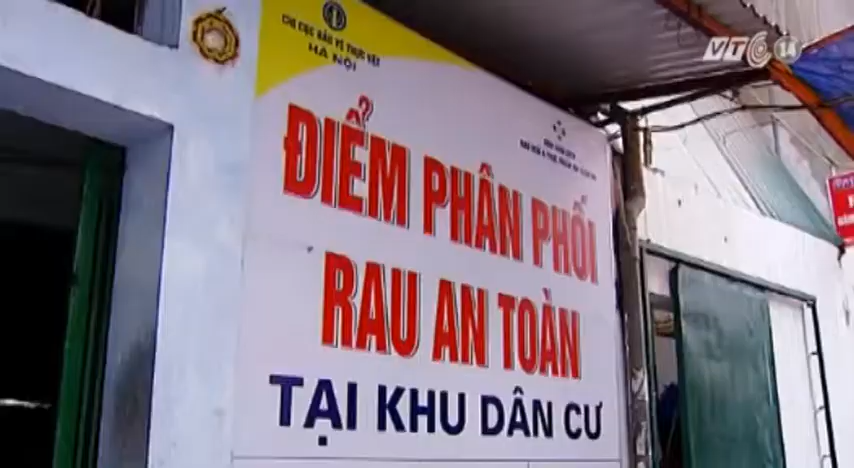 CHI CỤC BẢO VỆ THỰC VẬT
HÀ NỘI
VTC 14
ĐIỂM PHÂN PHỐI
RAU AN TOÀN
TẠI KHU DÂN CƯ